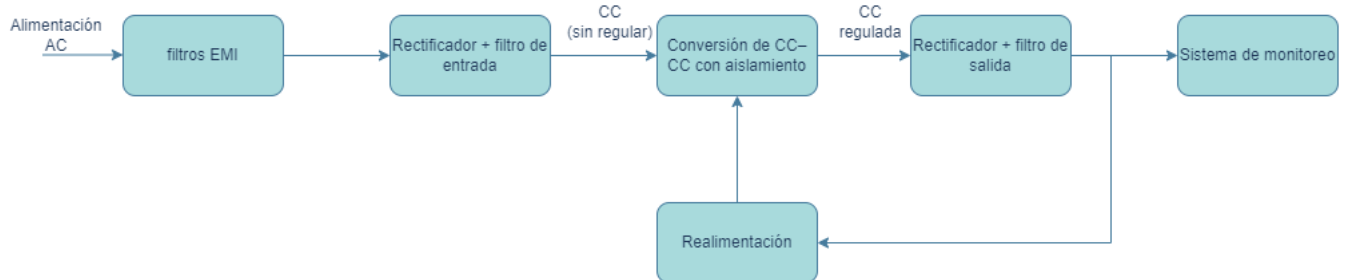 Alimentación
AC
filtros EMI
Rectificador + filtro de
entrada
CC
(sin regular)
Conversión de CC–
CC con aislamiento
CC
regulada
Rectificador + filtro de
salida
Sistema de monitoreo
Realimentación